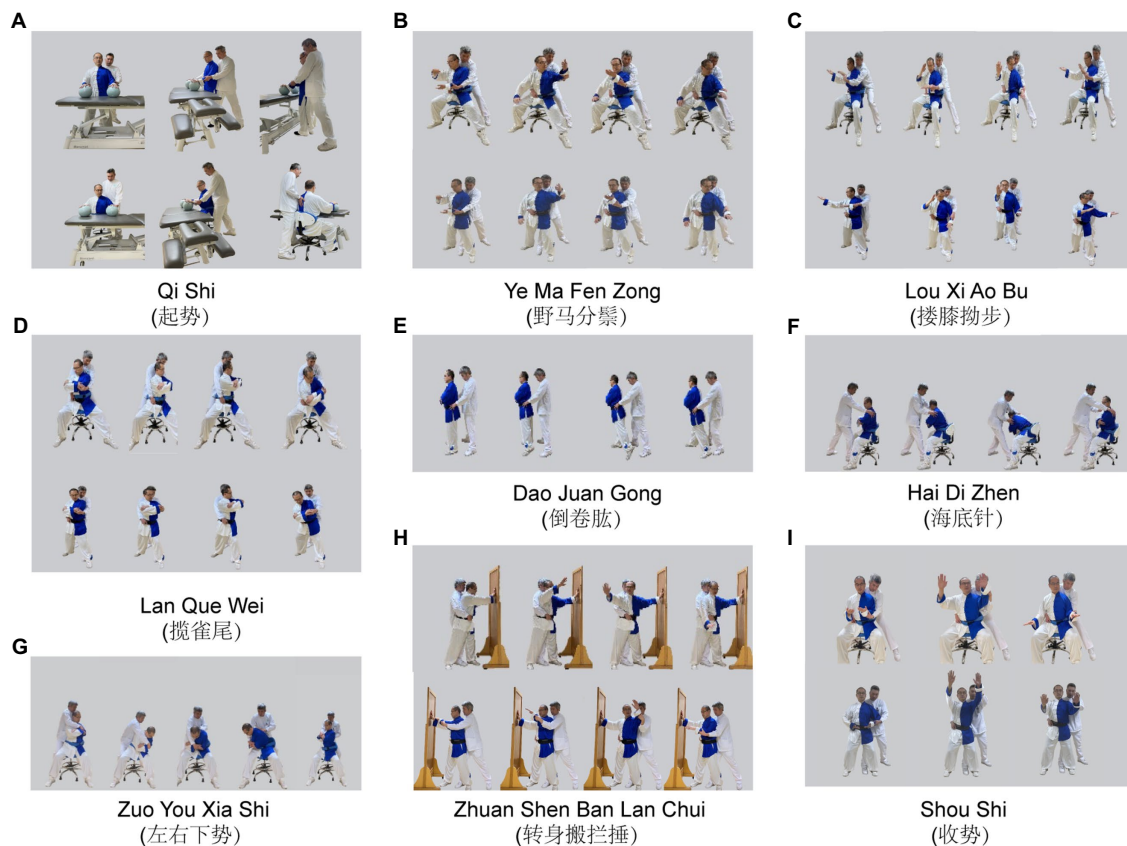 A
B
C
Qi Shi
(起势)
Ye Ma Fen Zong
(野马分鬃)
Lou Xi Ao Bu
(搂膝拗步)
D
E
F
Dao Juan Gong
(倒卷肱)
Hai Di Zhen
(海底针)
H
I
Lan Que Wei
(揽雀尾)
G
Zuo You Xia Shi
(左右下势)
Zhuan Shen Ban Lan Chui
(转身搬拦捶)
Shou Shi
(收势)